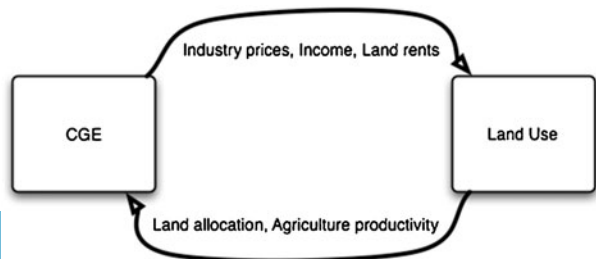 Industry prices, Income, Land rents
CGE
Land Use
Land allocation, Agriculture productivity